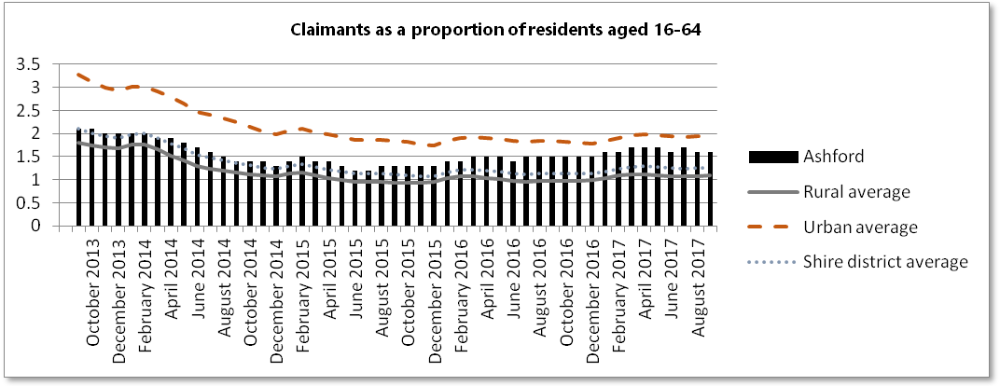 Claimants as a proportion of residents aged 16-64
3.5
3
2.5
2
1.5
1
0.5
0
October 2013
December 2013
February 2014
April 2014
June 2014
August 2014
October 2014
December 2014
February 2015
April 2015
June 2015
August 2015
October 2015
December 2015
February 2016
April 2016
June 2016
August 2016
October 2016
December 2016
February 2017
April 2017
June 2017
August 2017
Ashford
Rural average
Urban average
Shire district average